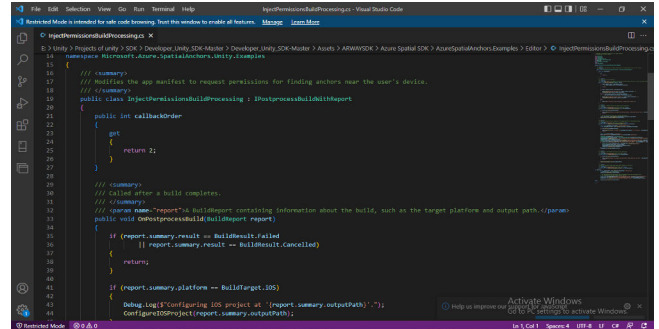 File Edit Selection View Go Run Terminal Help InjectPermissionsBuildProcessing.cs - Visual Studio Code
Restricted Mode is intended for safe code browsing. Trust this window to enable all features. Manage Learn More
InjectPermissionsBuildProcessing.cs
E: > Unity > Projects of unity > SDK > Developer_Unity_SDK-Master > Developer_Unity_SDK-Master > Assets > ARWAYSDK > Azure Spatial SDK > AzureSpatialAnchors.Examples > Editor > InjectPermissionsBuildProcessing.cs
14 namespace Microsoft.Azure.SpatialAnchors.Unity.Examples
15 {
16 /// <summary>
17 /// Modifies the app manifest to request permissions for finding anchors near the user's device.
18 /// </summary>
19 public class InjectPermissionsBuildProcessing : IPostprocessBuildWithReport
20 {
21 public int callbackOrder
22 {
23 get
24 {
25 return 2;
26 }
27 }
28
29 /// <summary>
30 /// Called after a build completes.
31 /// </summary>
32 /// <param name="report">A BuildReport containing information about the build, such as the target platform and output path.</param>
33 public void OnPostprocessBuild(BuildReport report)
34 {
35 if (report.summary.result == BuildResult.Failed
36 || report.summary.result == BuildResult.Cancelled)
37 {
38 return;
39 }
40
41 if (report.summary.platform == BuildTarget.iOS)
42 {
43 Debug.Log($"Configuring iOS project at '{report.summary.outputPath}'.");
44 ConfigureIOSProject(report.summary.outputPath);
Help us improve our support for JavaScript
Activate Windows
Go to PC settings to activate Windows.
Restricted Mode 0 0 Ln 1, Col 1 Spaces: 4 UTF-8 LF C#